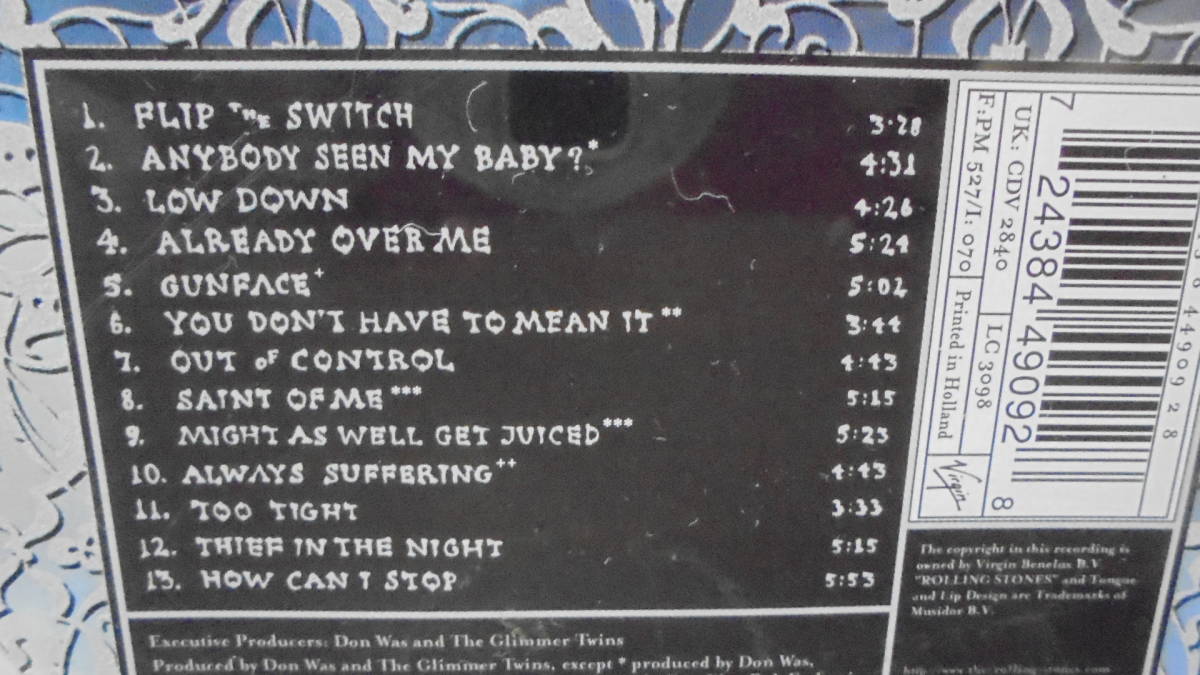 1. FLIP THE SWITCH 3:28
2. ANYBODY SEEN MY BABY?* 4:31
3. LOW DOWN 4:26
4. ALREADY OVER ME 5:24
5. GUNFACE+ 5:02
6. YOU DON'T HAVE TO MEAN IT** 3:44
7. OUT OF CONTROL 4:43
8. SAINT OF ME*** 5:15
9. MIGHT AS WELL GET JUICED*** 5:23
10. ALWAYS SUFFERING++ 4:43
11. TOO TIGHT 3:33
12. THIEF IN THE NIGHT 5:15
13. HOW CAN I STOP 5:53
Executive Producers: Don Was and The Glimmer Twins
Produced by Don Was and The Glimmer Twins, except * produced by Don Was,
UK: CDV 2840
F: PM 527/I: 070
LC 3098
Printed in Holland
Virgin
7 24384 49092 8
The copyright in this recording is
owned by Virgin Benelux B.V.
"ROLLING STONES" and Tongue
and Lip Design are Trademarks of
Musidor B.V.